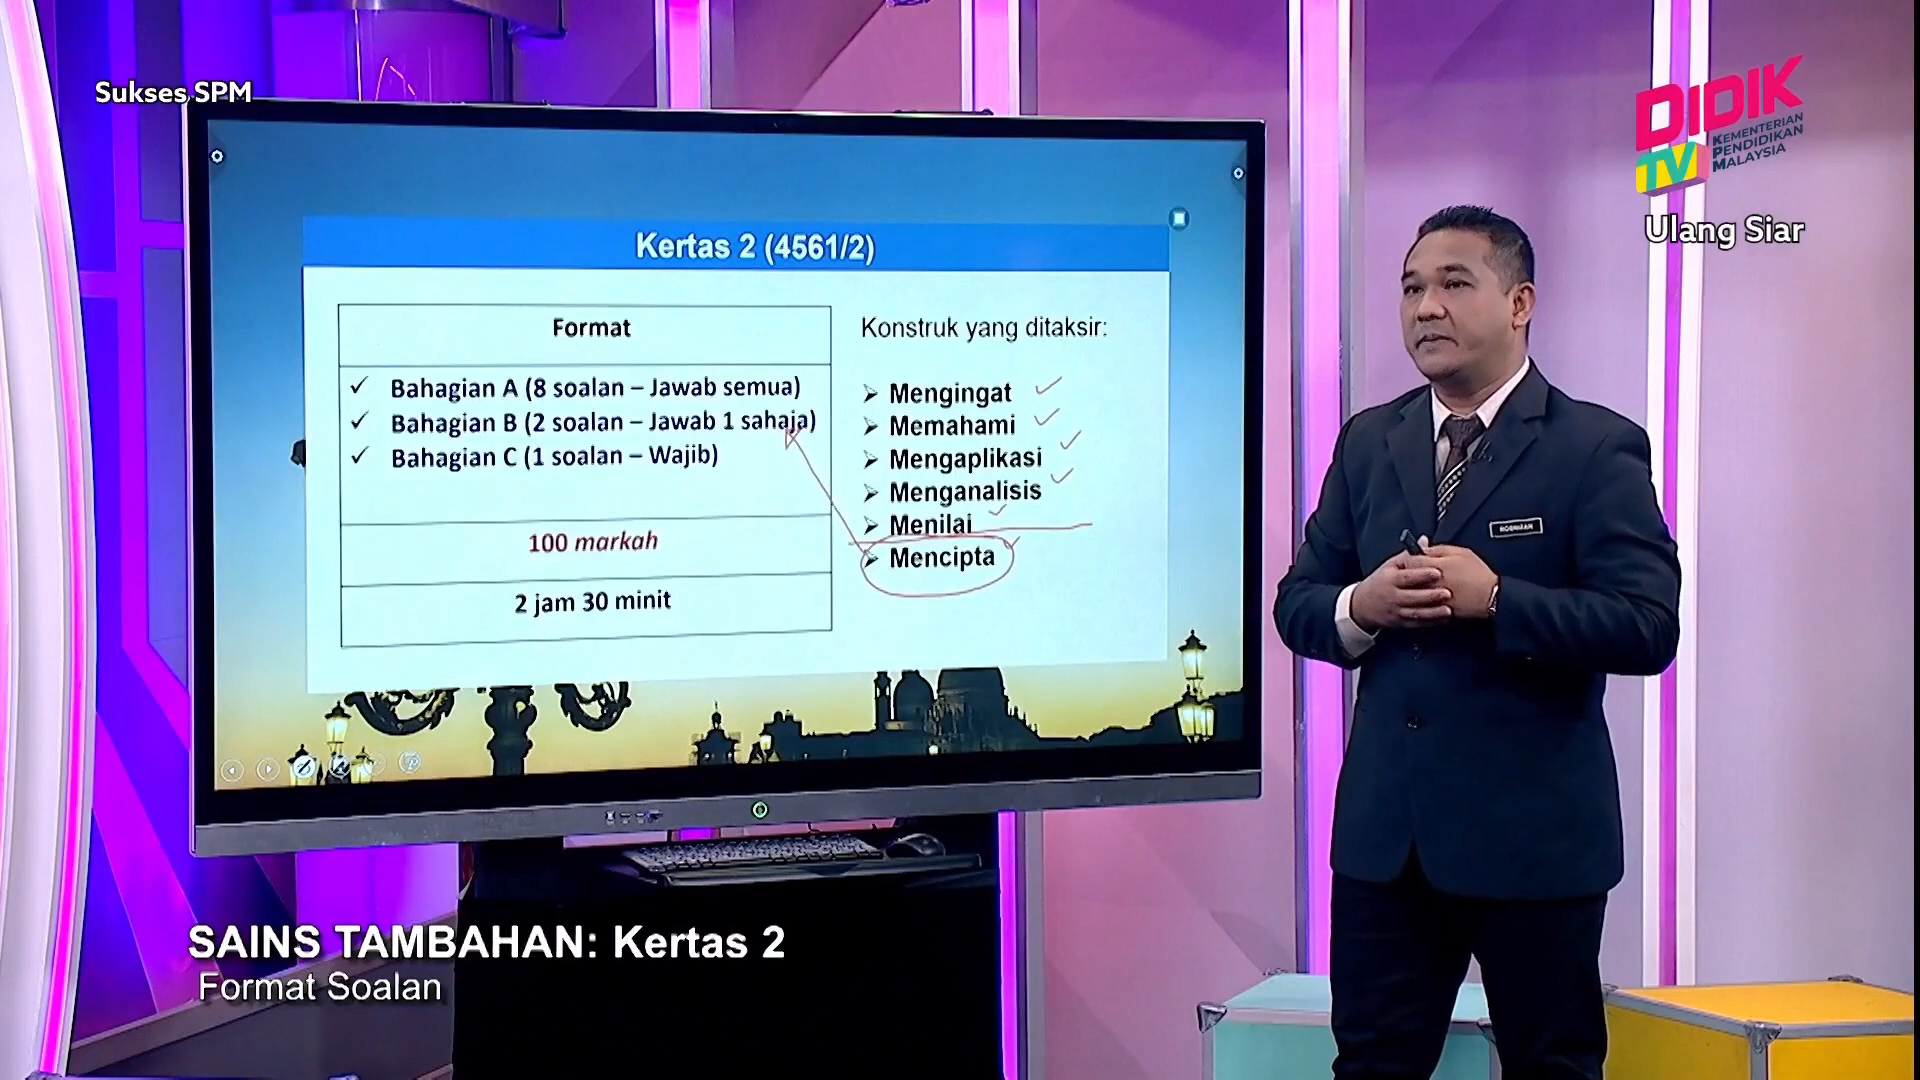 Sukses SPM
DIDIK
TV
KEMENTERIAN
PENDIDIKAN
MALAYSIA
Ulang Siar
Kertas 2 (4561/2)
Format
✓ Bahagian A (8 soalan – Jawab semua)
✓ Bahagian B (2 soalan – Jawab 1 sahaja)
✓ Bahagian C (1 soalan – Wajib)
100 markah
2 jam 30 minit
Konstruk yang ditaksir:
➢ Mengingat
➢ Memahami
➢ Mengaplikasi
➢ Menganalisis
➢ Menilai
➢ Mencipta
SAINS TAMBAHAN: Kertas 2
Format Soalan